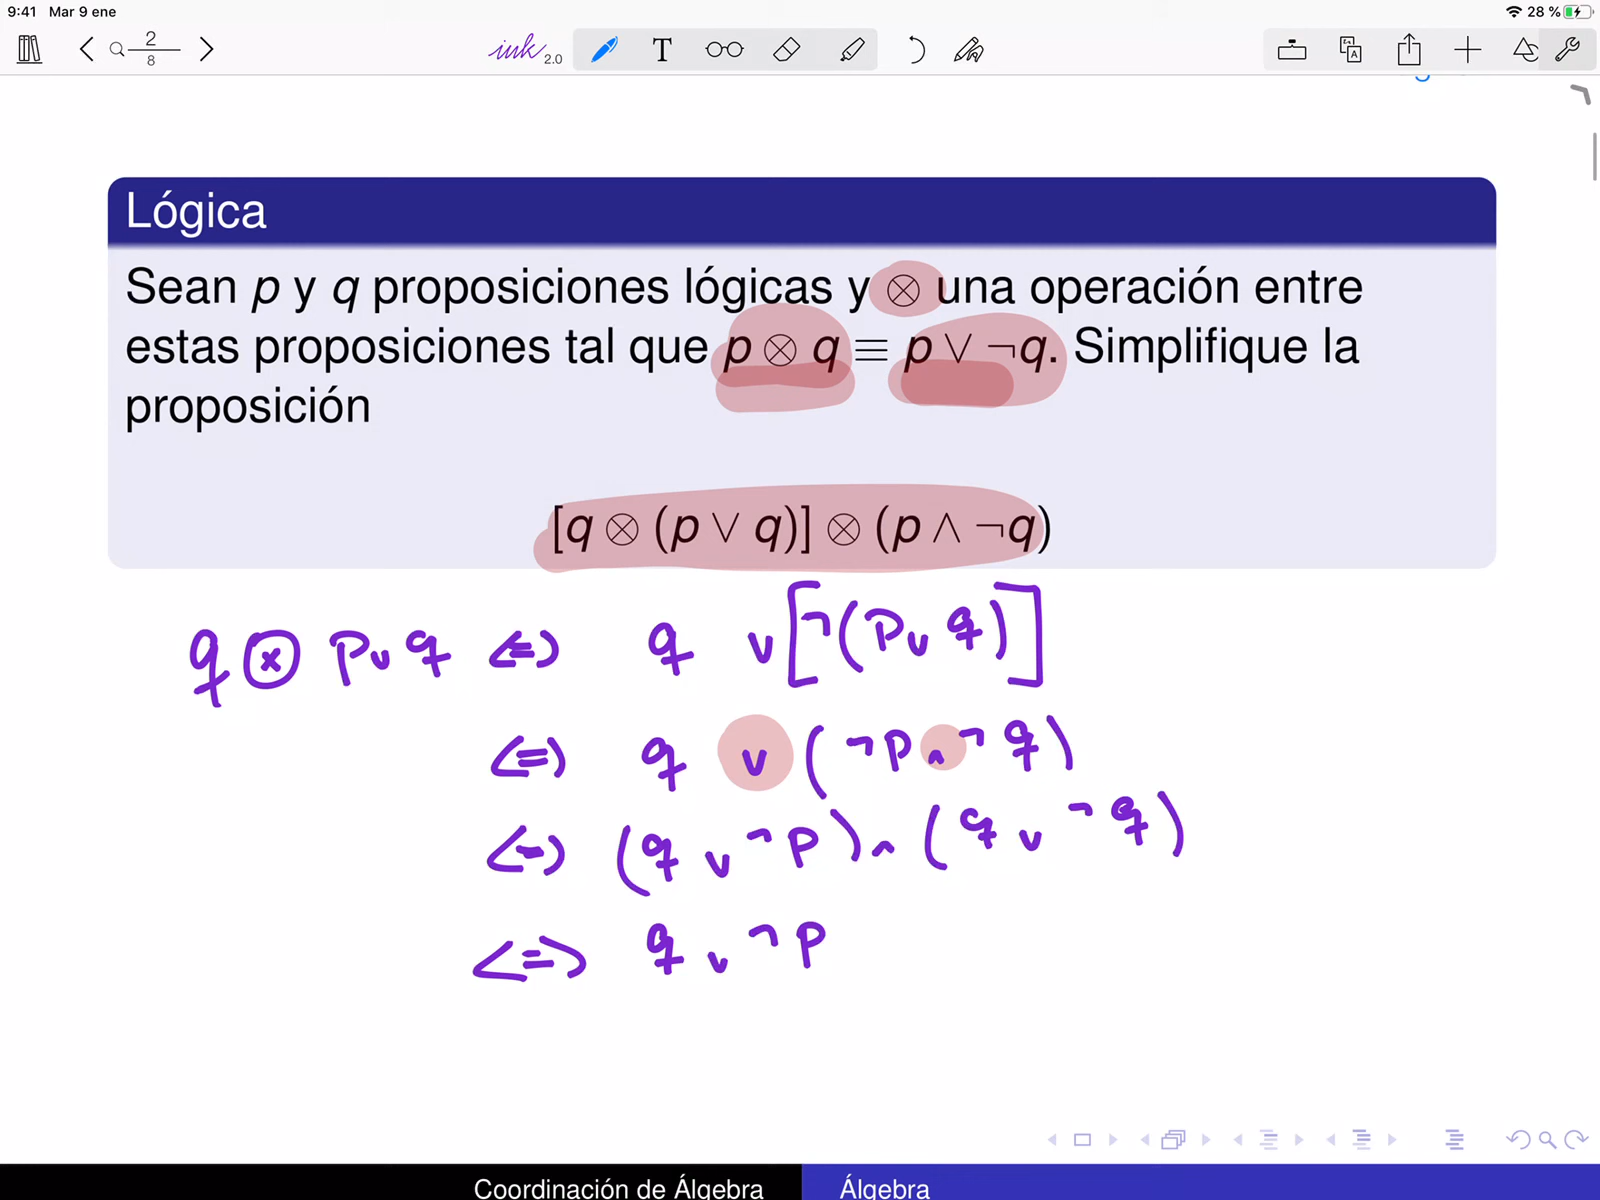 9:41 Mar 9 ene
28 %
2
8
ink 2.0
T
Lógica
Sean p y q proposiciones lógicas y ⊗ una operación entre
estas proposiciones tal que p ⊗ q ≡ p ∨ ¬q. Simplifique la
proposición
[q ⊗ (p ∨ q)] ⊗ (p ∧ ¬q)
q ⊗ p ∨ q <=> q ∨ [¬(p ∨ q)]
<=> q ∨ (¬p ∧ ¬q)
<=> (q ∨ ¬p) ∧ (q ∨ ¬q)
<=> q ∨ ¬p
Coordinación de Álgebra Álgebra